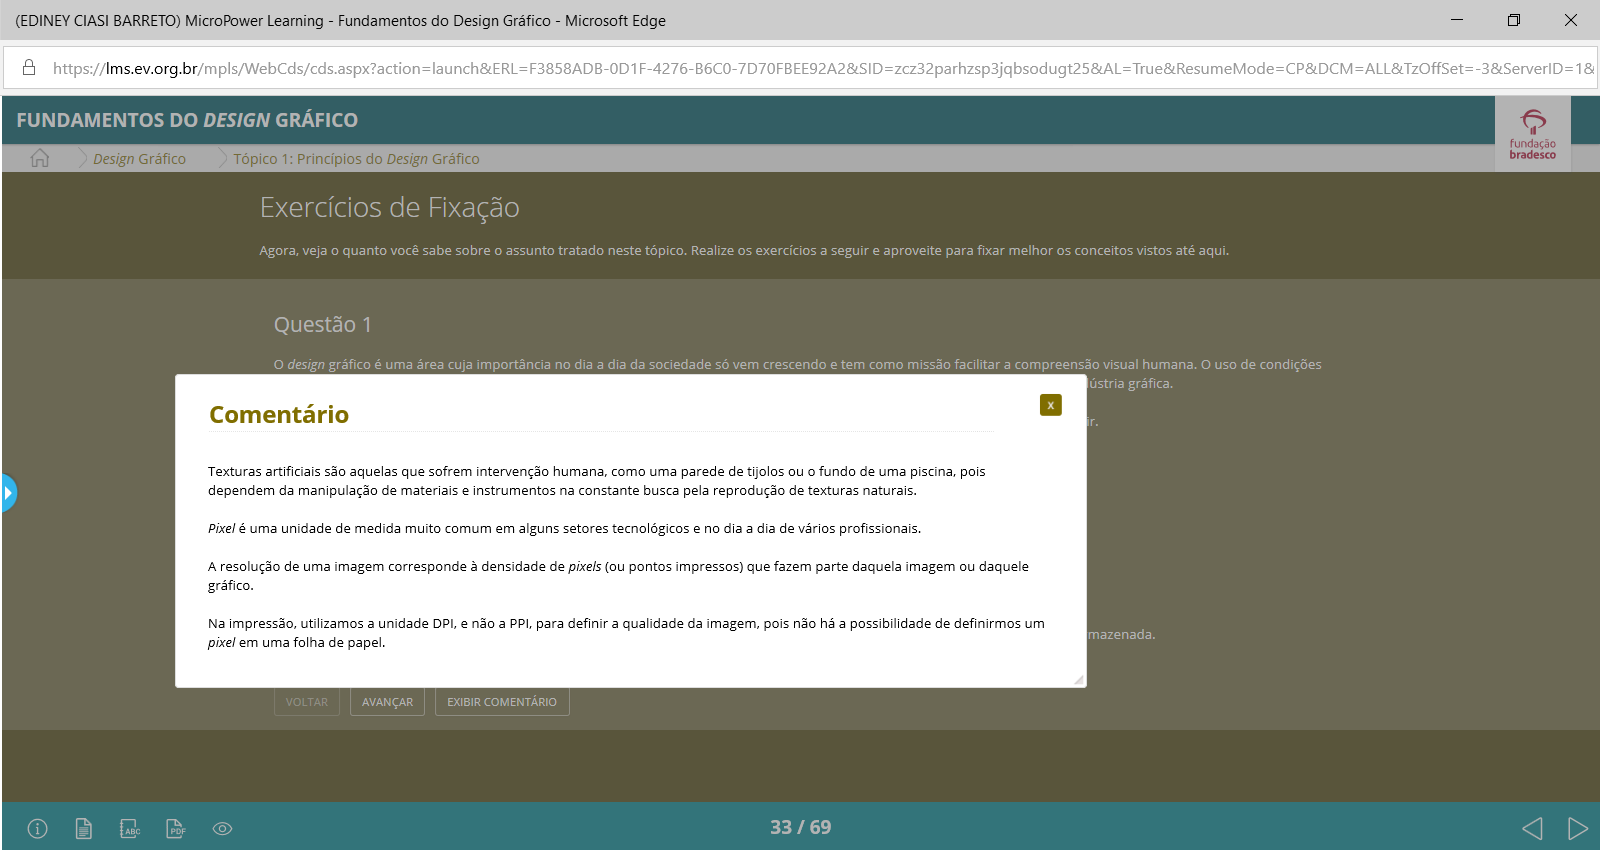 (EDINEY CIASI BARRETO) MicroPower Learning - Fundamentos do Design Gráfico - Microsoft Edge
https://lms.ev.org.br/mpls/WebCds/cds.aspx?action=launch&ERL=F3858ADB-0D1F-4276-B6C0-7D70FBEE92A2&SID=zcz32parhzsp3jqbsodugt25&AL=True&ResumeMode=CP&DCM=ALL&TzOffSet=-3&ServerID=1&
FUNDAMENTOS DO DESIGN GRÁFICO
fundação
bradesco
Design Gráfico
Tópico 1: Princípios do Design Gráfico
Exercícios de Fixação
Agora, veja o quanto você sabe sobre o assunto tratado neste tópico. Realize os exercícios a seguir e aproveite para fixar melhor os conceitos vistos até aqui.
Questão 1
O design gráfico é uma área cuja importância no dia a dia da sociedade só vem crescendo e tem como missão facilitar a compreensão visual humana. O uso de condições
ústria gráfica.
ir.
Comentário
x
Texturas artificiais são aquelas que sofrem intervenção humana, como uma parede de tijolos ou o fundo de uma piscina, pois
dependem da manipulação de materiais e instrumentos na constante busca pela reprodução de texturas naturais.
Pixel é uma unidade de medida muito comum em alguns setores tecnológicos e no dia a dia de vários profissionais.
A resolução de uma imagem corresponde à densidade de pixels (ou pontos impressos) que fazem parte daquela imagem ou daquele
gráfico.
Na impressão, utilizamos a unidade DPI, e não a PPI, para definir a qualidade da imagem, pois não há a possibilidade de definirmos um
pixel em uma folha de papel.
mazenada.
VOLTAR
AVANÇAR
EXIBIR COMENTÁRIO
ABC
PDF
33 / 69